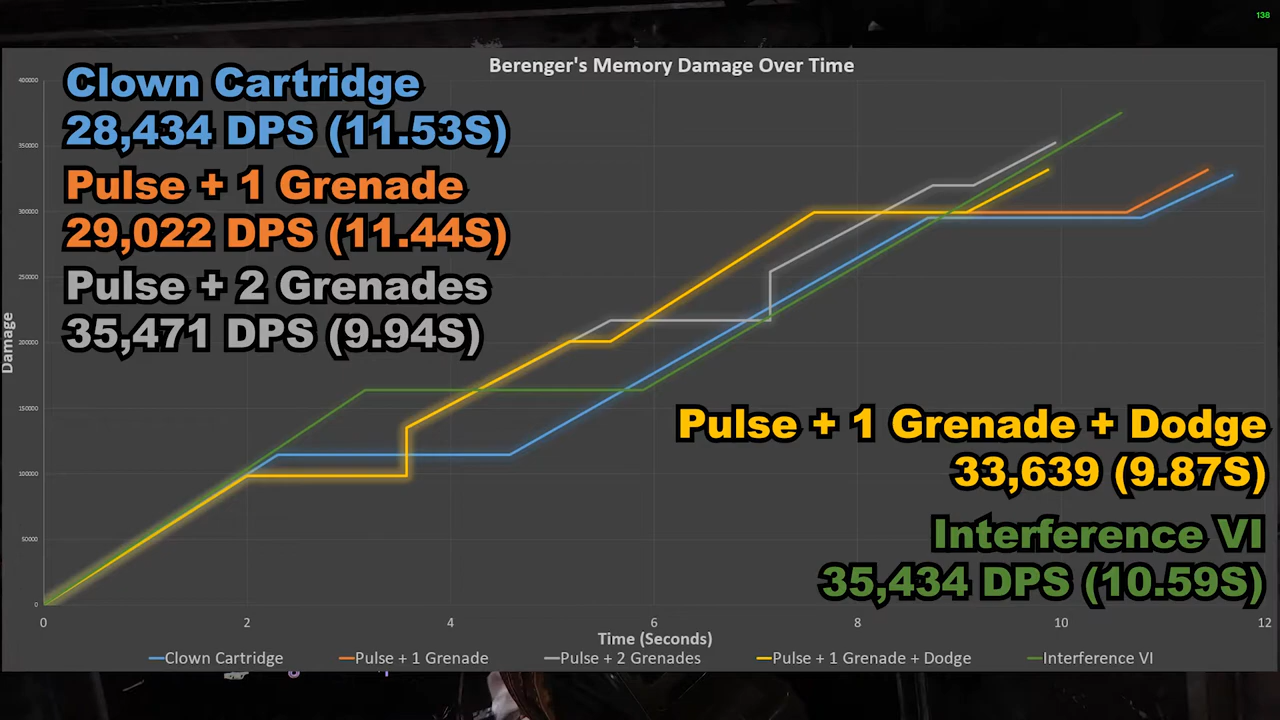 138
Berenger's Memory Damage Over Time
Clown Cartridge
28,434 DPS (11.53S)
Pulse + 1 Grenade
29,022 DPS (11.44S)
Pulse + 2 Grenades
35,471 DPS (9.94S)
Pulse + 1 Grenade + Dodge
33,639 (9.87S)
Interference VI
35,434 DPS (10.59S)
Damage
400000
350000
300000
250000
200000
150000
100000
50000
0
0 2 4 6 8 10 12
Time (Seconds)
Clown Cartridge Pulse + 1 Grenade Pulse + 2 Grenades Pulse + 1 Grenade + Dodge Interference VI